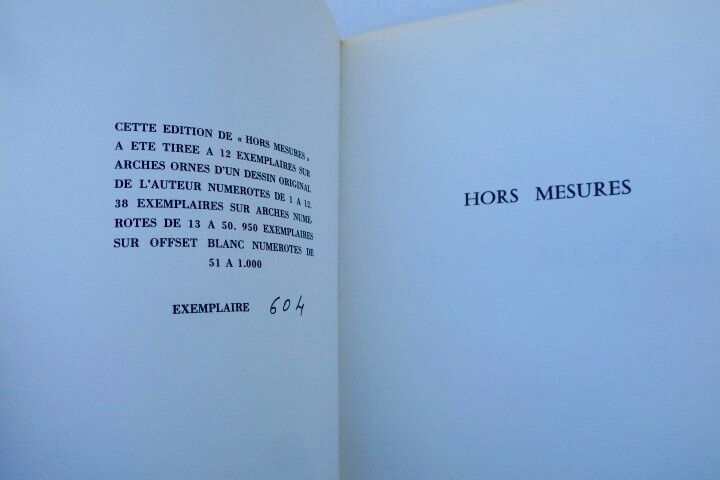 CETTE EDITION DE « HORS MESURES »
A ETE TIREE A 12 EXEMPLAIRES SUR
ARCHES ORNES D'UN DESSIN ORIGINAL
DE L'AUTEUR NUMEROTES DE 1 A 12.
38 EXEMPLAIRES SUR ARCHES NUME-
ROTES DE 13 A 50. 950 EXEMPLAIRES
SUR OFFSET BLANC NUMEROTES DE
51 A 1.000
EXEMPLAIRE 604
HORS MESURES